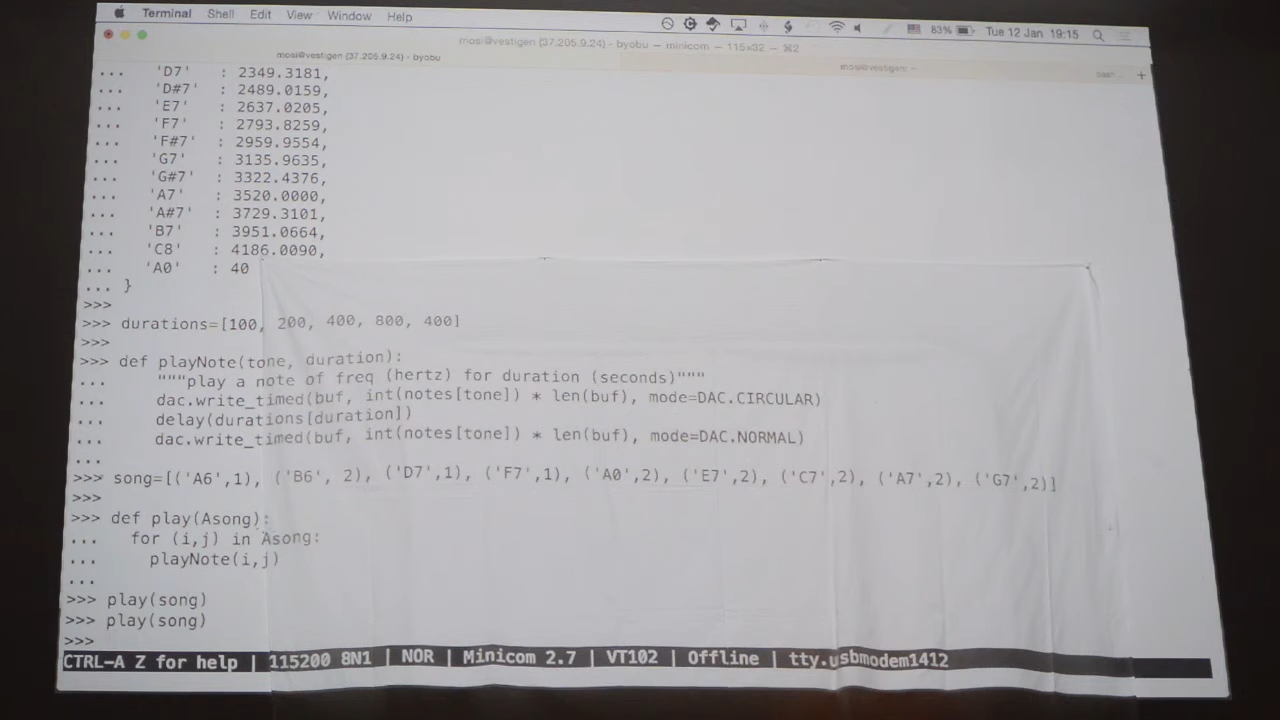 Terminal Shell Edit View Window Help 83% Tue 12 Jan 19:15
mosi@vestigen (37.205.9.24) - byobu — minicom — 115×32 — ⌘2
mosi@vestigen (37.205.9.24) - byobu mosi@vestigen: ~ +
... 'D7' : 2349.3181,
... 'D#7' : 2489.0159,
... 'E7' : 2637.0205,
... 'F7' : 2793.8259,
... 'F#7' : 2959.9554,
... 'G7' : 3135.9635,
... 'G#7' : 3322.4376,
... 'A7' : 3520.0000,
... 'A#7' : 3729.3101,
... 'B7' : 3951.0664,
... 'C8' : 4186.0090,
... 'A0' : 40
... }
>>>
>>> durations=[100, 200, 400, 800, 400]
>>>
>>> def playNote(tone, duration):
... """play a note of freq (hertz) for duration (seconds)"""
... dac.write_timed(buf, int(notes[tone]) * len(buf), mode=DAC.CIRCULAR)
... delay(durations[duration])
... dac.write_timed(buf, int(notes[tone]) * len(buf), mode=DAC.NORMAL)
...
>>> song=[('A6',1), ('B6', 2), ('D7',1), ('F7',1), ('A0',2), ('E7',2), ('C7',2), ('A7',2), ('G7',2)]
>>>
>>> def play(Asong):
... for (i,j) in Asong:
... playNote(i,j)
...
>>> play(song)
>>> play(song)
>>>
CTRL-A Z for help | 115200 8N1 | NOR | Minicom 2.7 | VT102 | Offline | tty.usbmodem1412